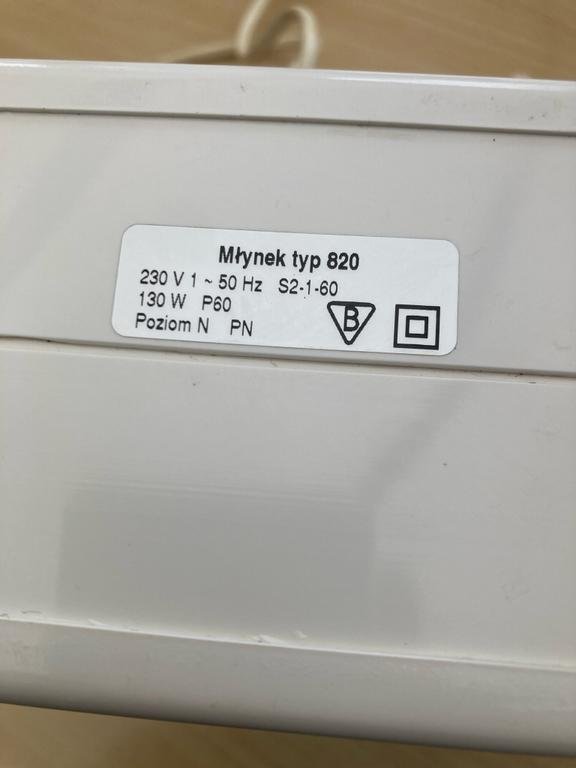 Młynek typ 820
230 V 1 ~ 50 Hz S2-1-60
130 W P60
Poziom N PN B